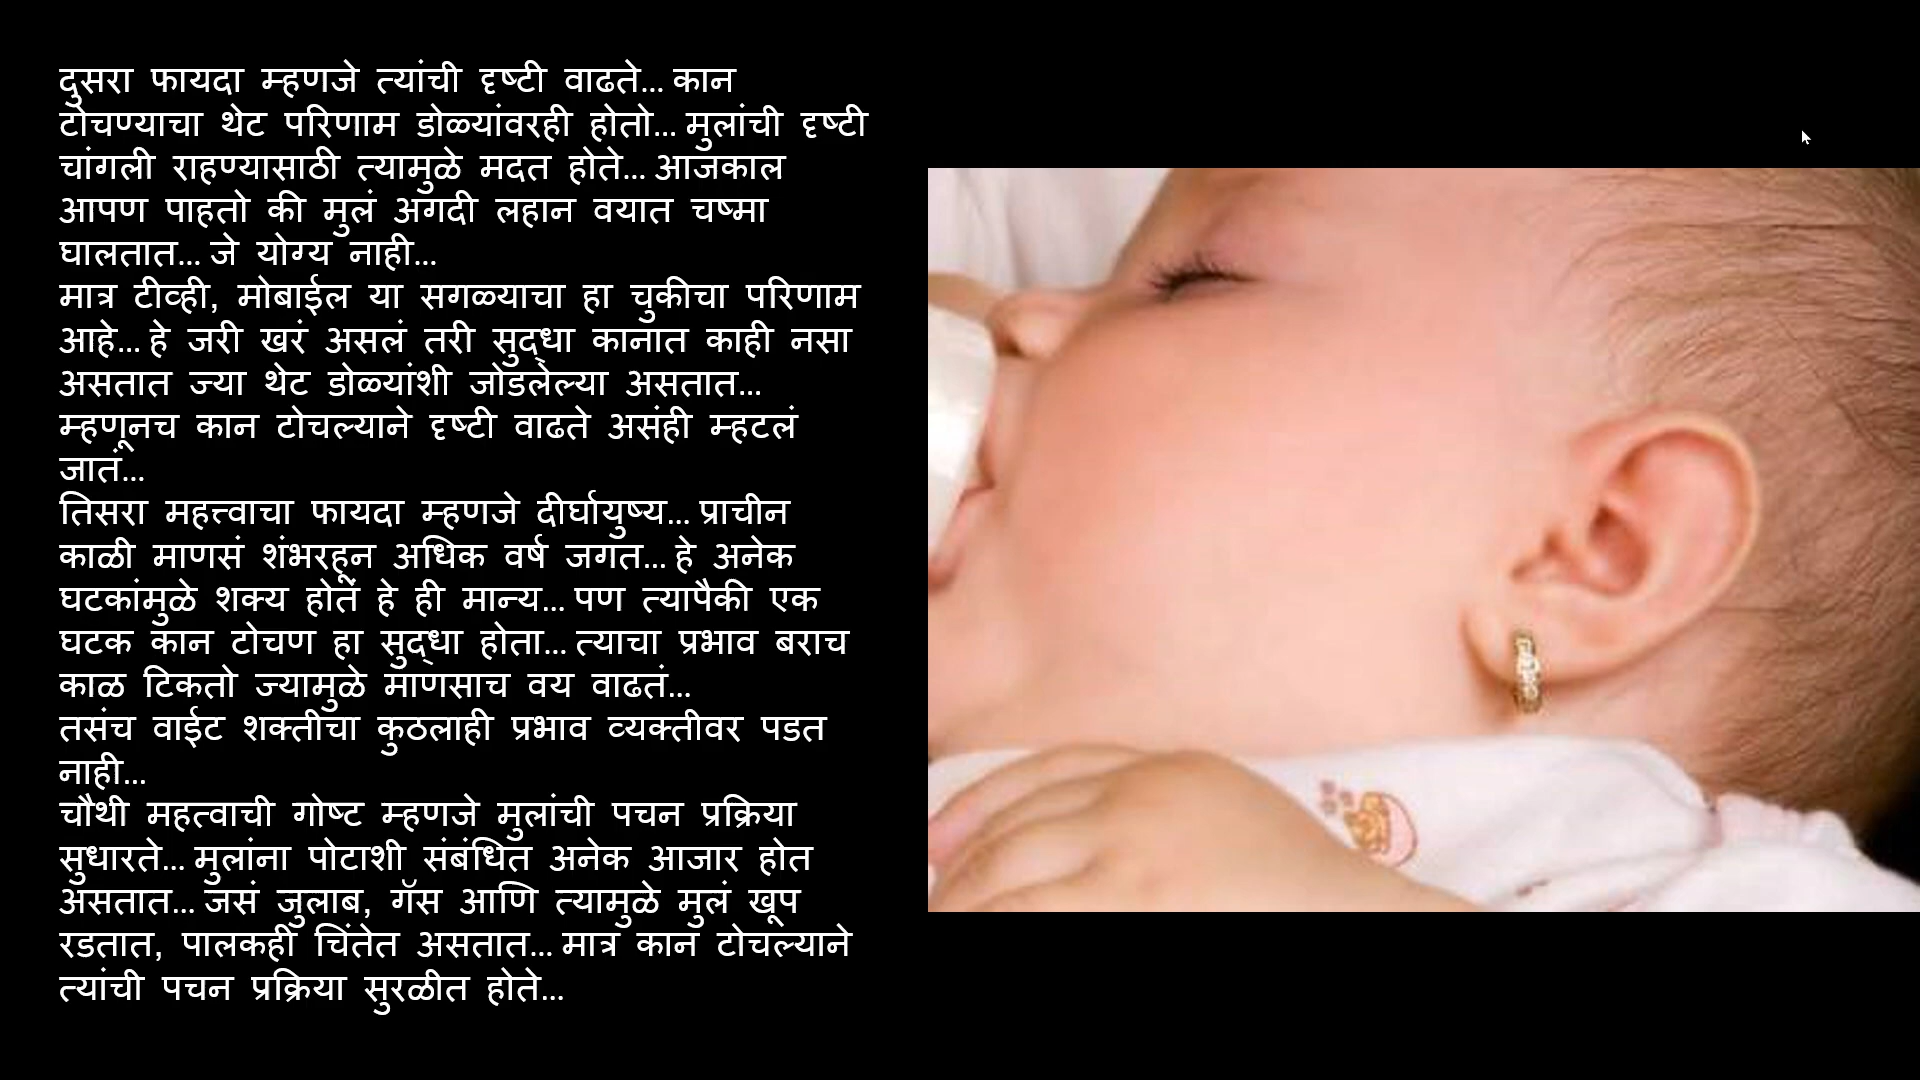 दुसरा फायदा म्हणजे त्यांची दृष्टी वाढते... कान
टोचण्याचा थेट परिणाम डोळ्यांवरही होतो... मुलांची दृष्टी
चांगली राहण्यासाठी त्यामुळे मदत होते... आजकाल
आपण पाहतो की मुलं अगदी लहान वयात चष्मा
घालतात... जे योग्य नाही...
मात्र टीव्ही, मोबाईल या सगळ्याचा हा चुकीचा परिणाम
आहे... हे जरी खरं असलं तरी सुद्धा कानात काही नसा
असतात ज्या थेट डोळ्यांशी जोडलेल्या असतात...
म्हणूनच कान टोचल्याने दृष्टी वाढते असंही म्हटलं
जातं...
तिसरा महत्त्वाचा फायदा म्हणजे दीर्घायुष्य... प्राचीन
काळी माणसं शंभरहून अधिक वर्ष जगत... हे अनेक
घटकांमुळे शक्य होतं हे ही मान्य... पण त्यापैकी एक
घटक कान टोचण हा सुद्धा होता... त्याचा प्रभाव बराच
काळ टिकतो ज्यामुळे माणसाच वय वाढतं...
तसंच वाईट शक्तीचा कुठलाही प्रभाव व्यक्तीवर पडत
नाही...
चौथी महत्वाची गोष्ट म्हणजे मुलांची पचन प्रक्रिया
सुधारते... मुलांना पोटाशी संबंधित अनेक आजार होत
असतात... जसं जुलाब, गॅस आणि त्यामुळे मुलं खूप
रडतात, पालकही चिंतेत असतात... मात्र कान टोचल्याने
त्यांची पचन प्रक्रिया सुरळीत होते...